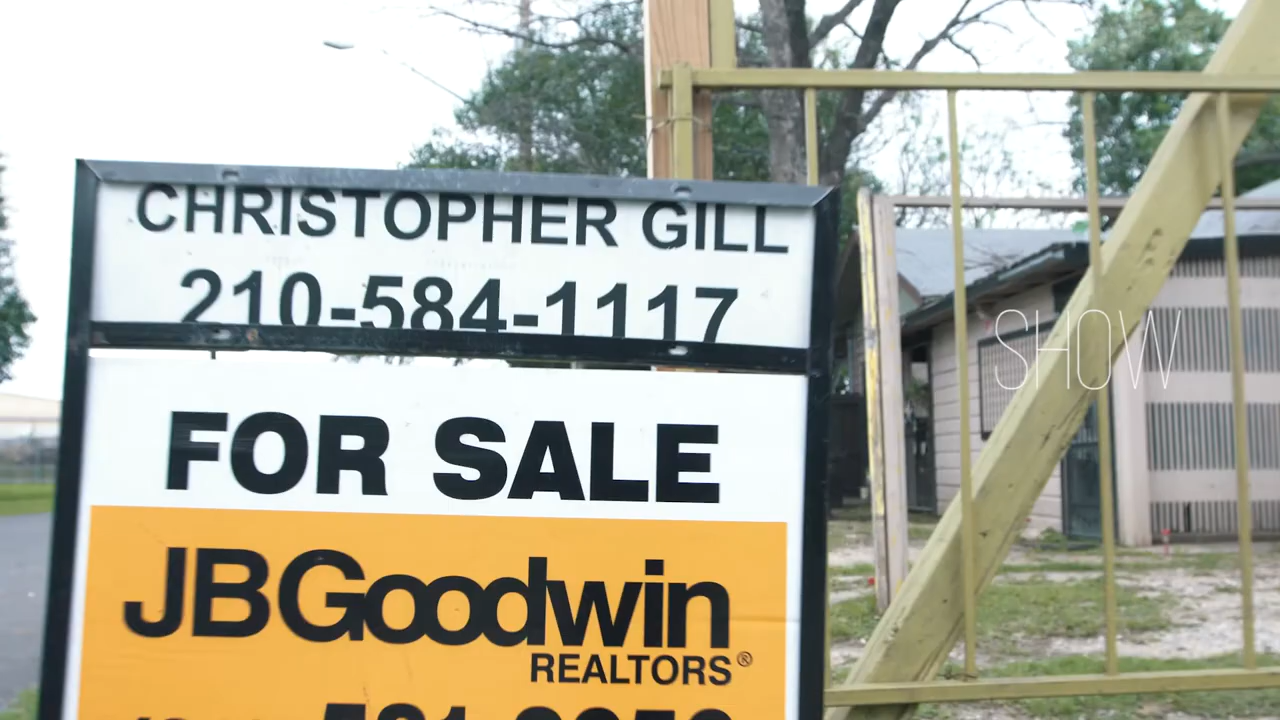 CHRISTOPHER GILL
210-584-1117
FOR SALE
JBGoodwin
REALTORS®
SHOW